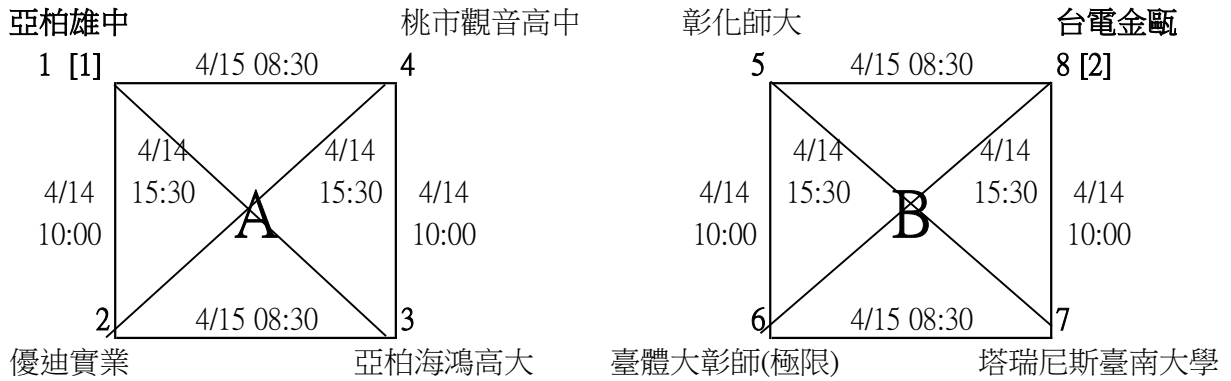 亞柏雄中 桃市觀音高中 彰化師大 台電金甌
1 [1] 4/15 08:30 4 5 4/15 08:30 8 [2]
4/14 4/14 4/14 4/14
4/14 15:30 15:30 4/14 4/14 15:30 15:30 4/14
10:00 A 10:00 10:00 B 10:00
2 4/15 08:30 3 6 4/15 08:30 7
優迪實業 亞柏海鴻高大 臺體大彰師(極限) 塔瑞尼斯臺南大學